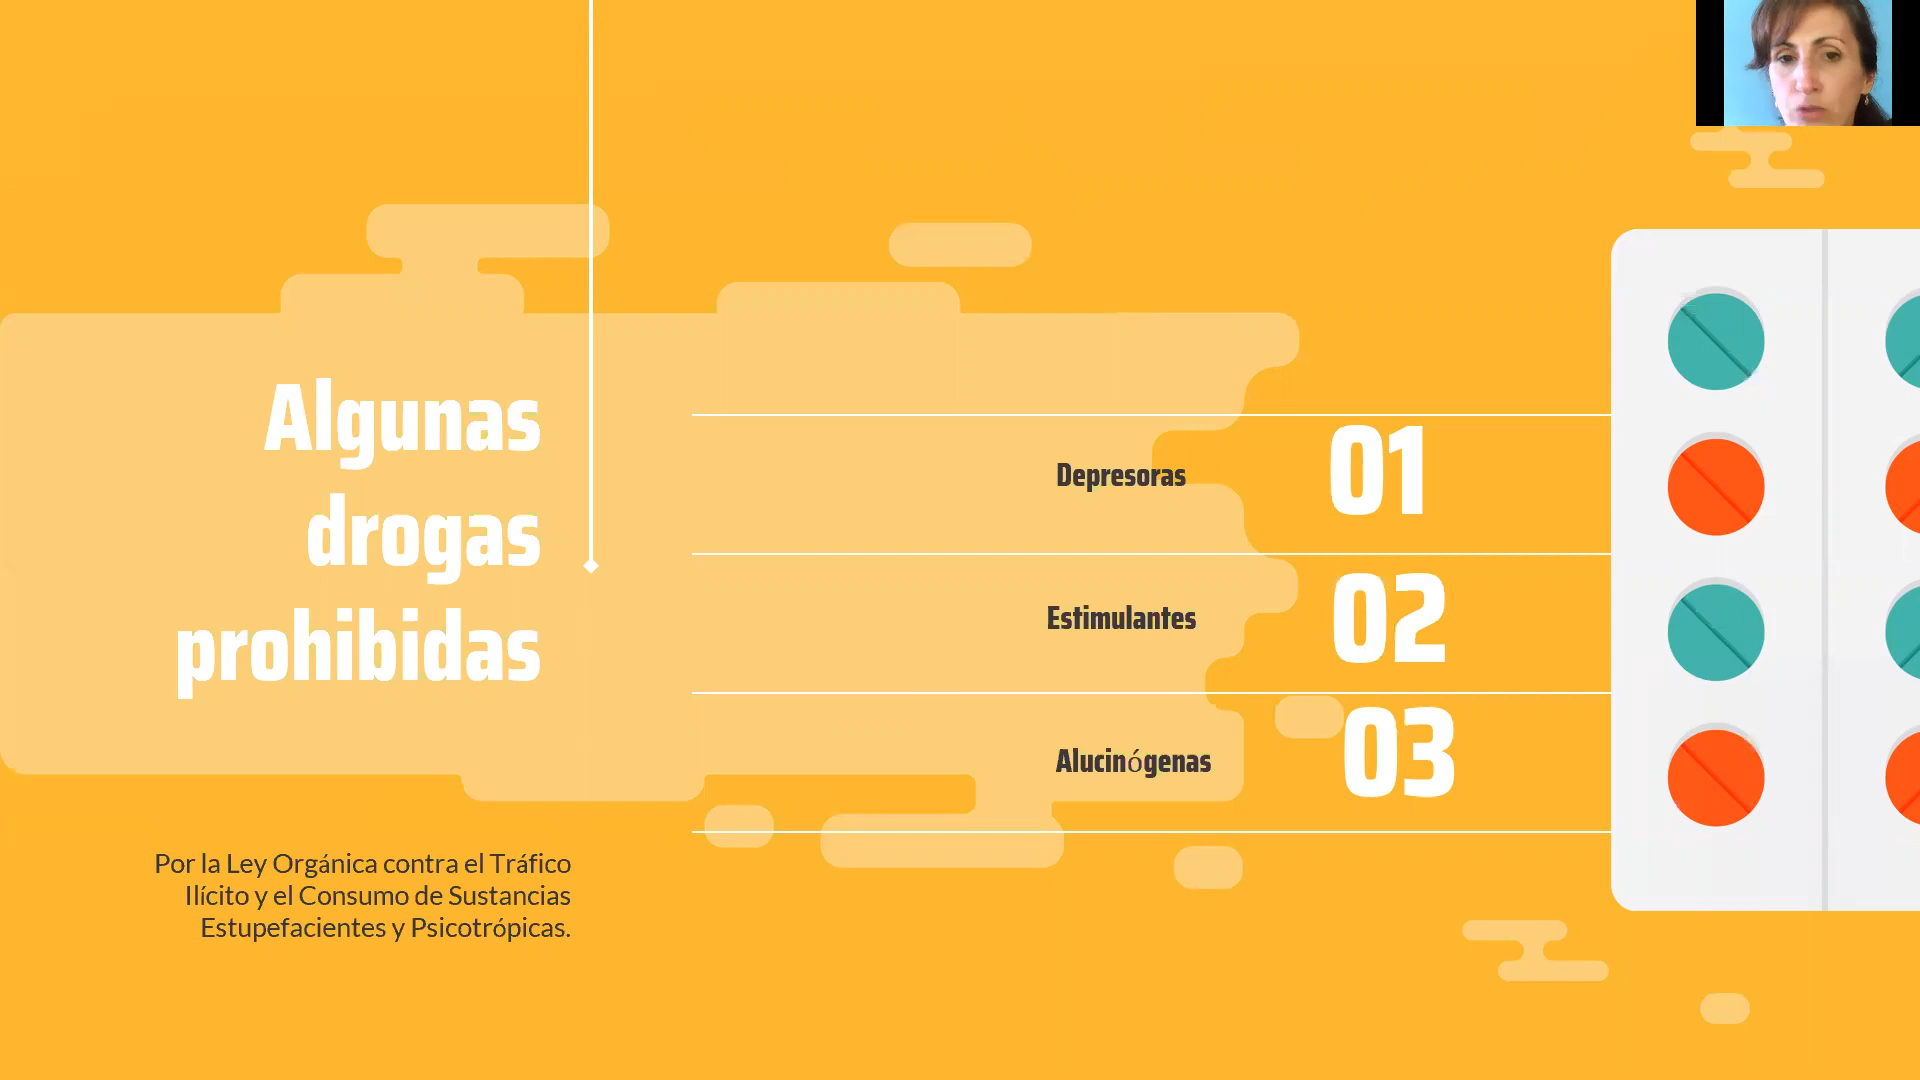 Algunas
drogas
prohibidas
Por la Ley Orgánica contra el Tráfico
Ilícito y el Consumo de Sustancias
Estupefacientes y Psicotrópicas.
Depresoras 01
Estimulantes 02
Alucinógenas 03